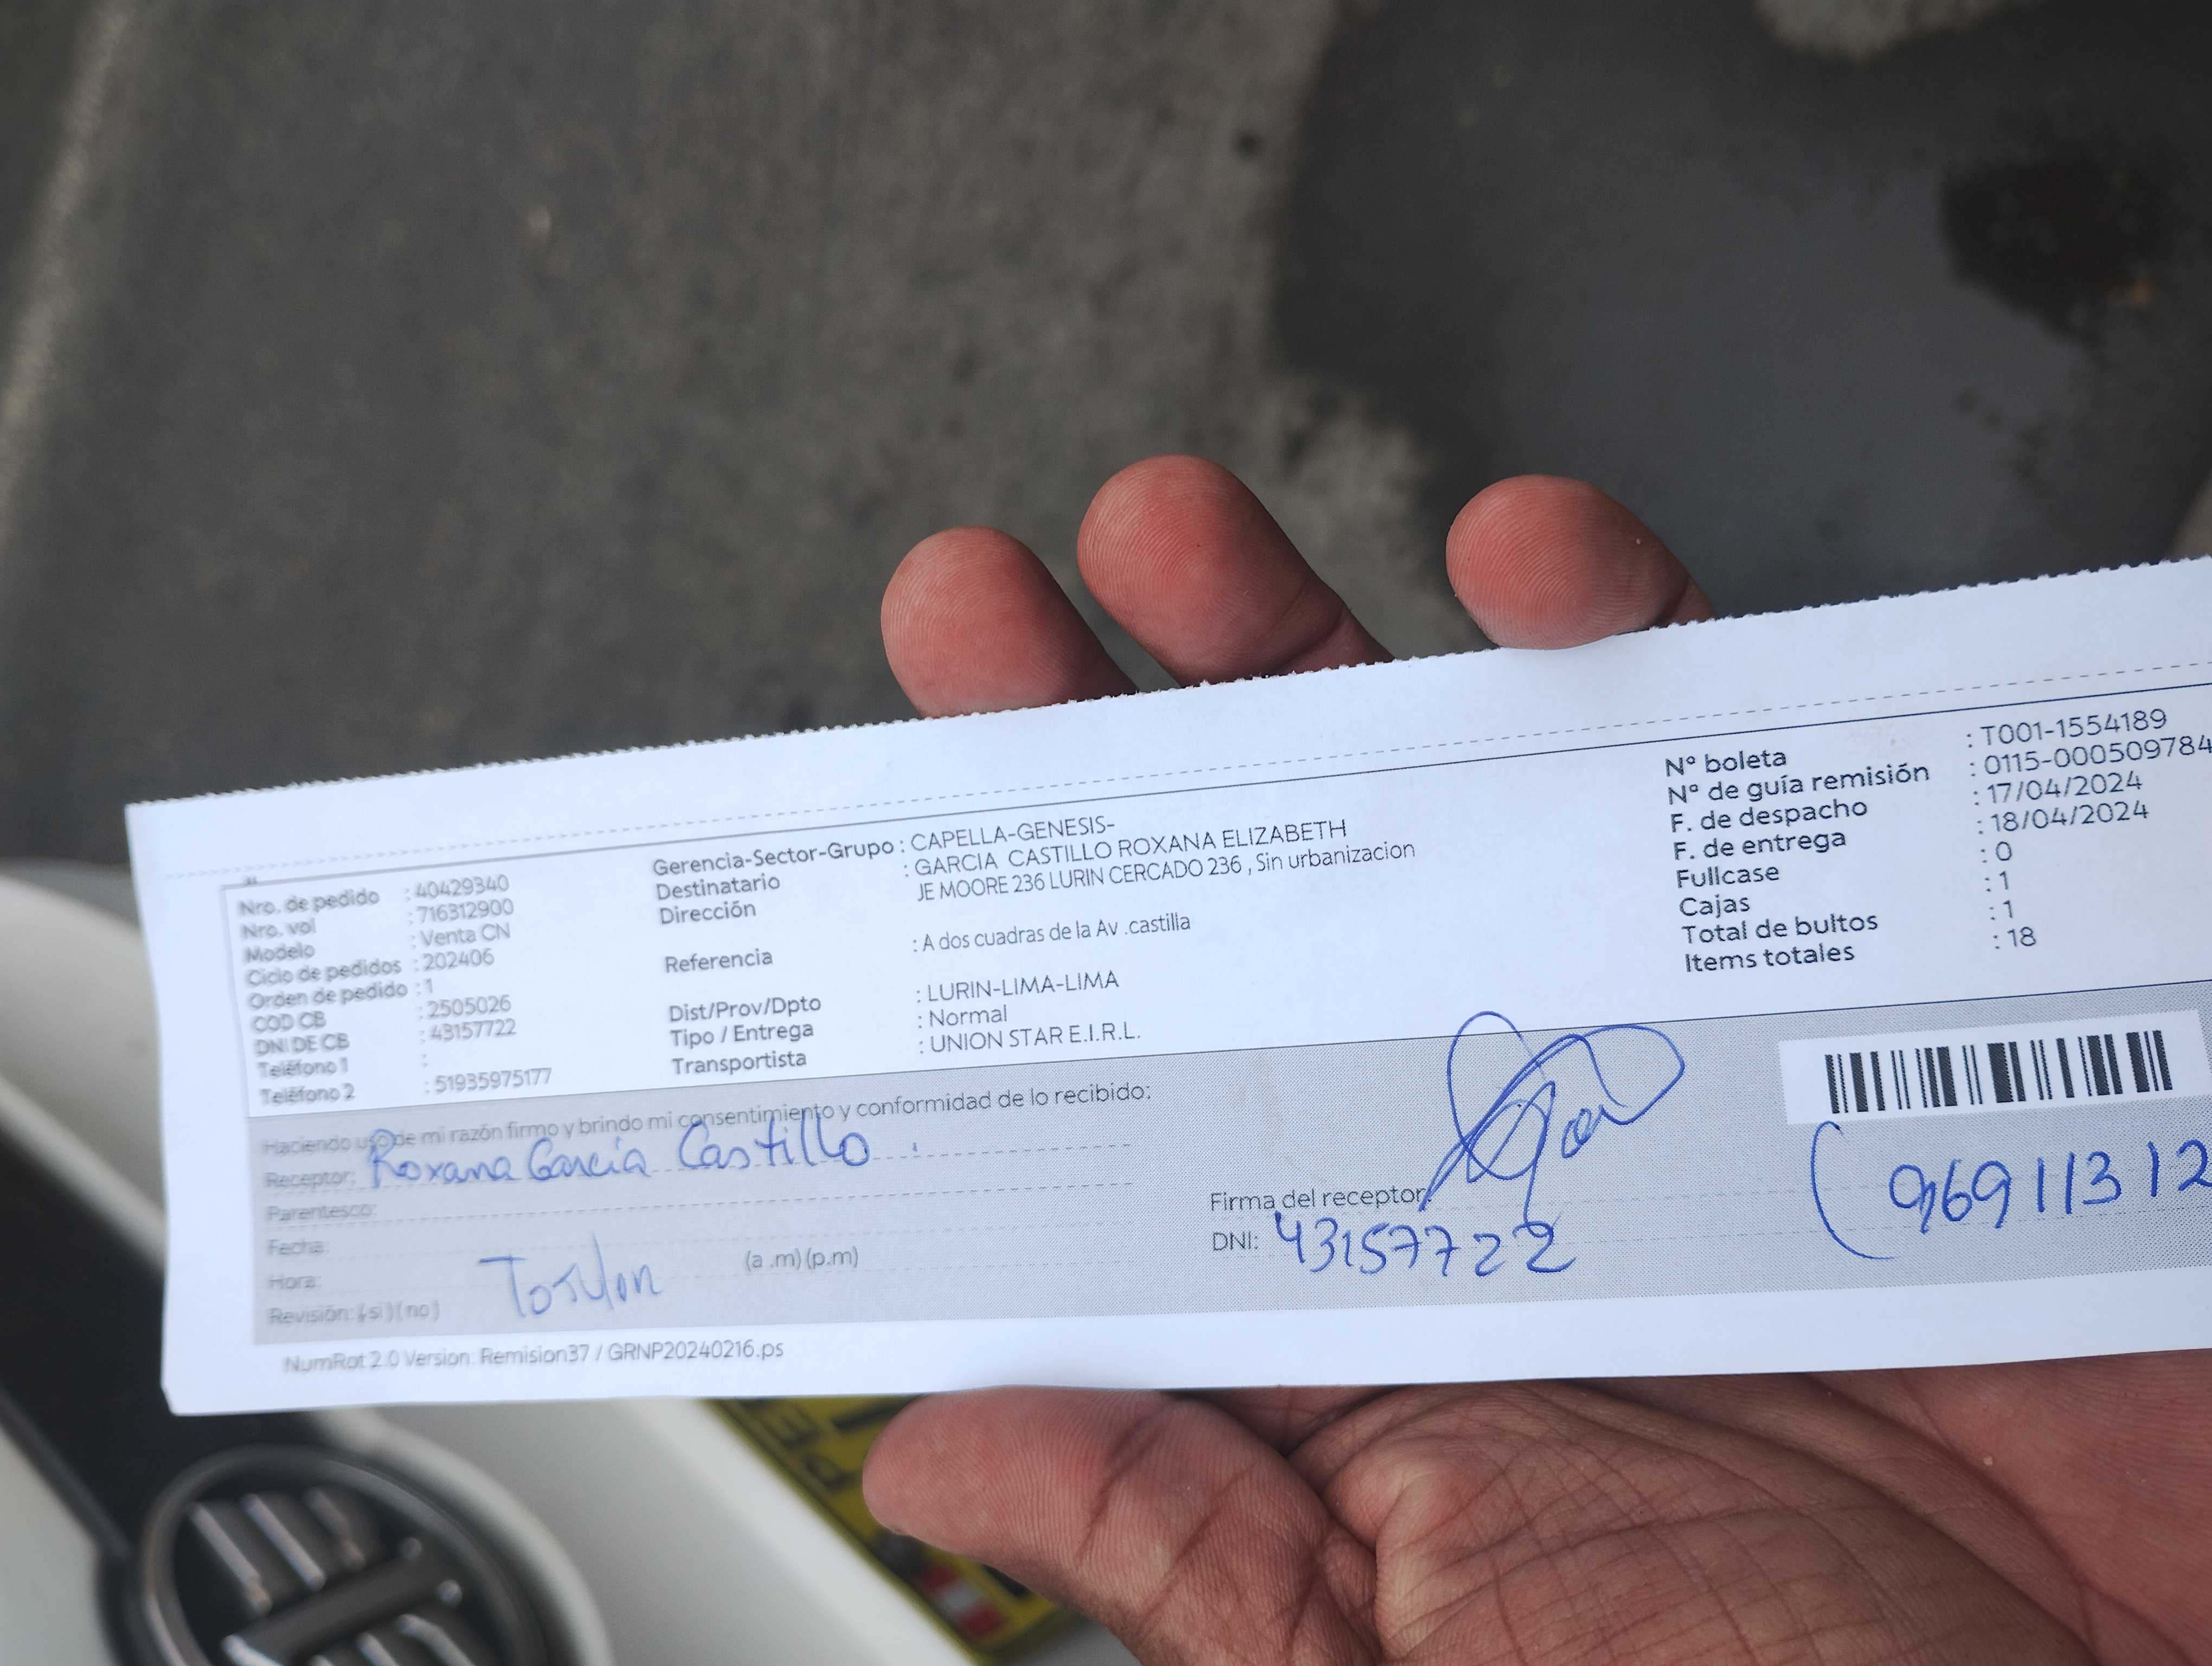 Nro. de pedido : 40429340
Nro. vol : 716312900
Modelo : Venta CN
Ciclo de pedidos : 202406
Orden de pedido : 1
COD CB : 2505026
DNI DE CB : 43157722
Teléfono 1 :
Teléfono 2 : 51935975177
Gerencia-Sector-Grupo : CAPELLA-GENESIS-
Destinatario : GARCIA CASTILLO ROXANA ELIZABETH
Dirección JE MOORE 236 LURIN CERCADO 236 , Sin urbanizacion
Referencia : A dos cuadras de la Av .castilla
Dist/Prov/Dpto : LURIN-LIMA-LIMA
Tipo / Entrega : Normal
Transportista : UNION STAR E.I.R.L.
Nº boleta : T001-1554189
Nº de guía remisión : 0115-000509784
F. de despacho : 17/04/2024
F. de entrega : 18/04/2024
Fullcase : 0
Cajas : 1
Total de bultos : 1
Items totales : 18
Haciendo uso de mi razón firmo y brindo mi consentimiento y conformidad de lo recibido:
Receptor: Roxana García Castillo.
Parentesco:
Fecha:
Hora: (a .m) (p.m)
Revisión: (si) (no)
Firma del receptor:
DNI: 43157722
(96911312
NumRot 2.0 Version: Remision37 / GRNP20240216.ps
PE